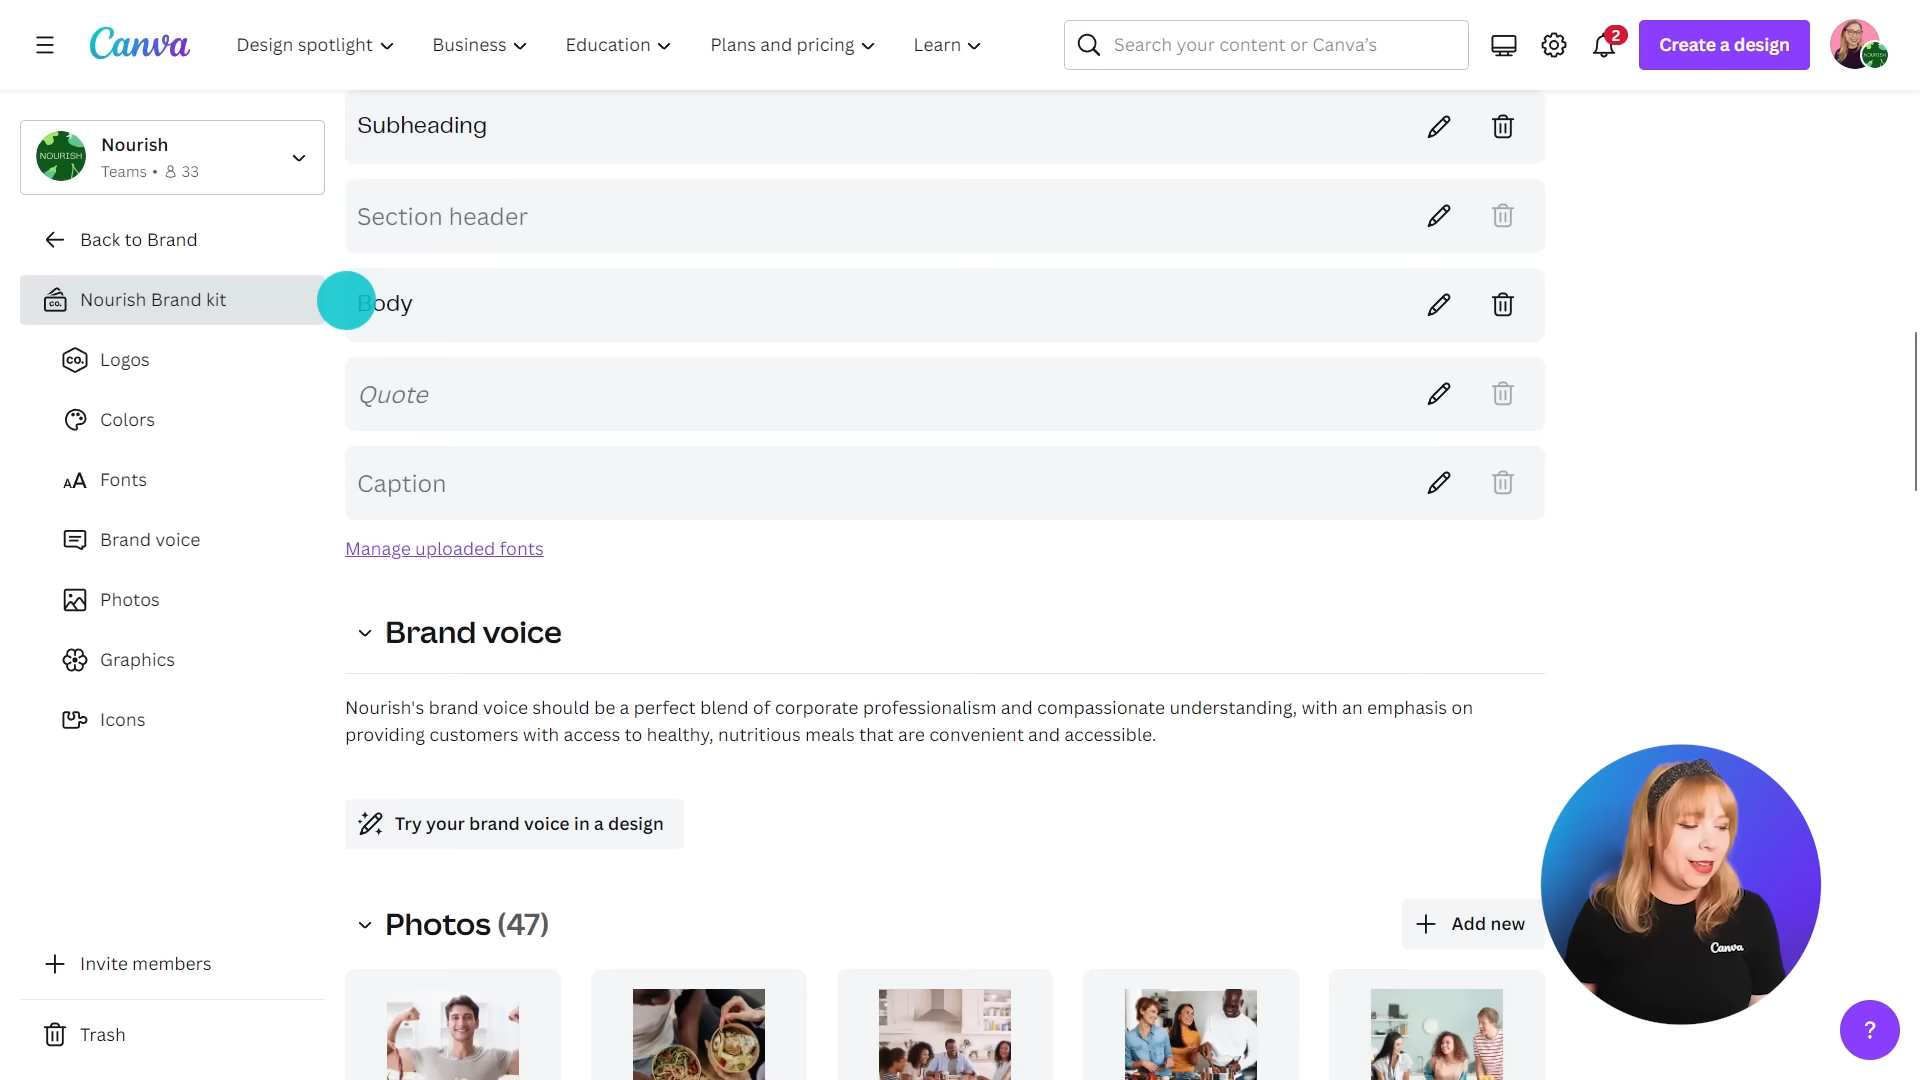 Canva
Design spotlight
Business
Education
Plans and pricing
Learn
Search your content or Canva's
2
Create a design
NOURISH
Nourish
Teams • 33
Back to Brand
Nourish Brand kit
Logos
Colors
Fonts
Brand voice
Photos
Graphics
Icons
Invite members
Trash
Subheading
Section header
Body
Quote
Caption
Manage uploaded fonts
Brand voice
Nourish's brand voice should be a perfect blend of corporate professionalism and compassionate understanding, with an emphasis on
providing customers with access to healthy, nutritious meals that are convenient and accessible.
Try your brand voice in a design
Photos (47)
Add new
Canva
?